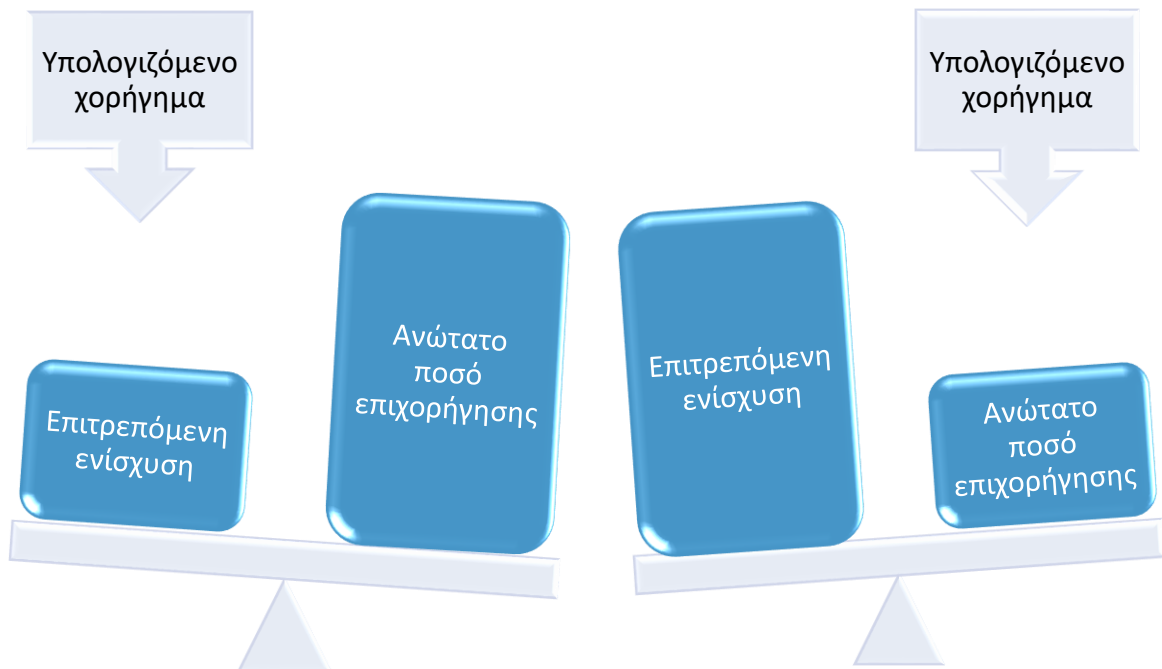 Υπολογιζόμενο
χορήγημα
Υπολογιζόμενο
χορήγημα
Επιτρεπόμενη
ενίσχυση
Ανώτατο
ποσό
επιχορήγησης
Επιτρεπόμενη
ενίσχυση
Ανώτατο
ποσό
επιχορήγησης